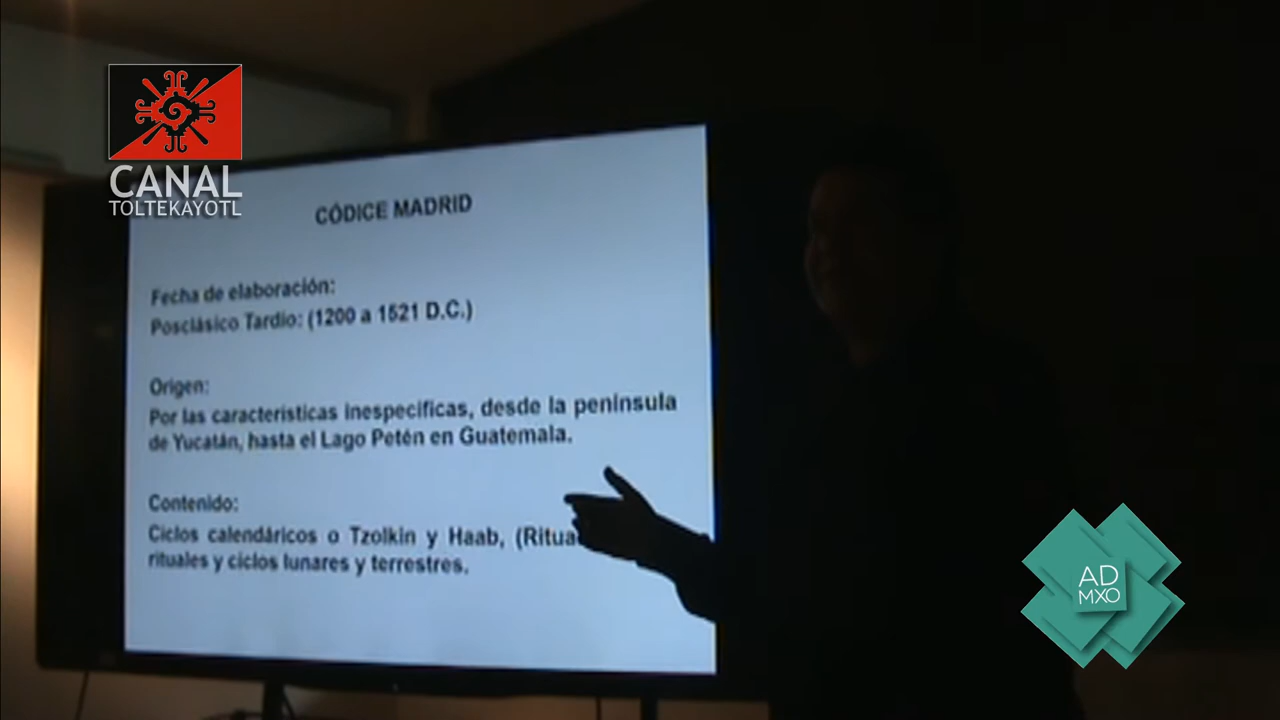 CANAL
TOLTEKAYOTL
CÓDICE MADRID
Fecha de elaboración:
Posclásico Tardío: (1200 a 1521 D.C.)
Origen:
Por las características inespecíficas, desde la península
de Yucatán, hasta el Lago Petén en Guatemala.
Contenido:
Ciclos calendáricos o Tzolkin y Haab,
rituales y ciclos lunares y terrestres.
AD
MXO